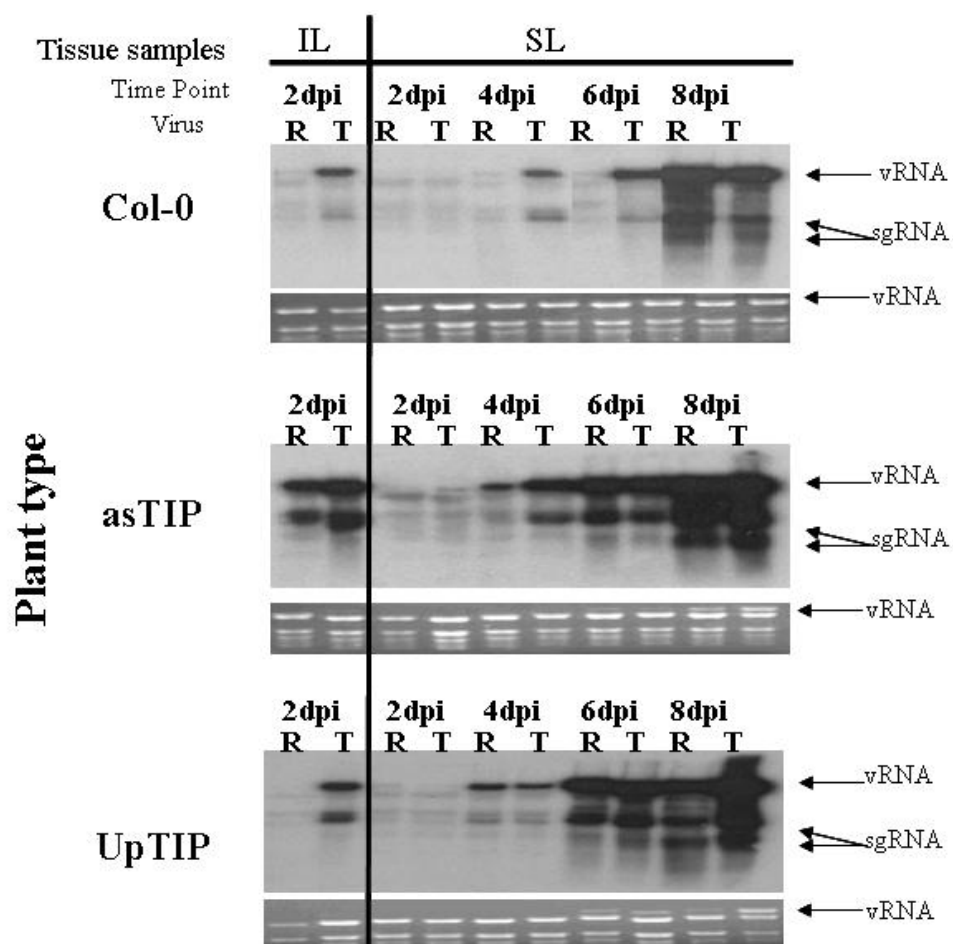 IL SL
Tissue samples
Time Point 2dpi 2dpi 4dpi 6dpi 8dpi
Virus R T R T R T R T R T
Col-0
vRNA
sgRNA
vRNA
2dpi 2dpi 4dpi 6dpi 8dpi
R T R T R T R T R T
Plant type
asTIP
vRNA
sgRNA
vRNA
2dpi 2dpi 4dpi 6dpi 8dpi
R T R T R T R T R T
UpTIP
vRNA
sgRNA
vRNA